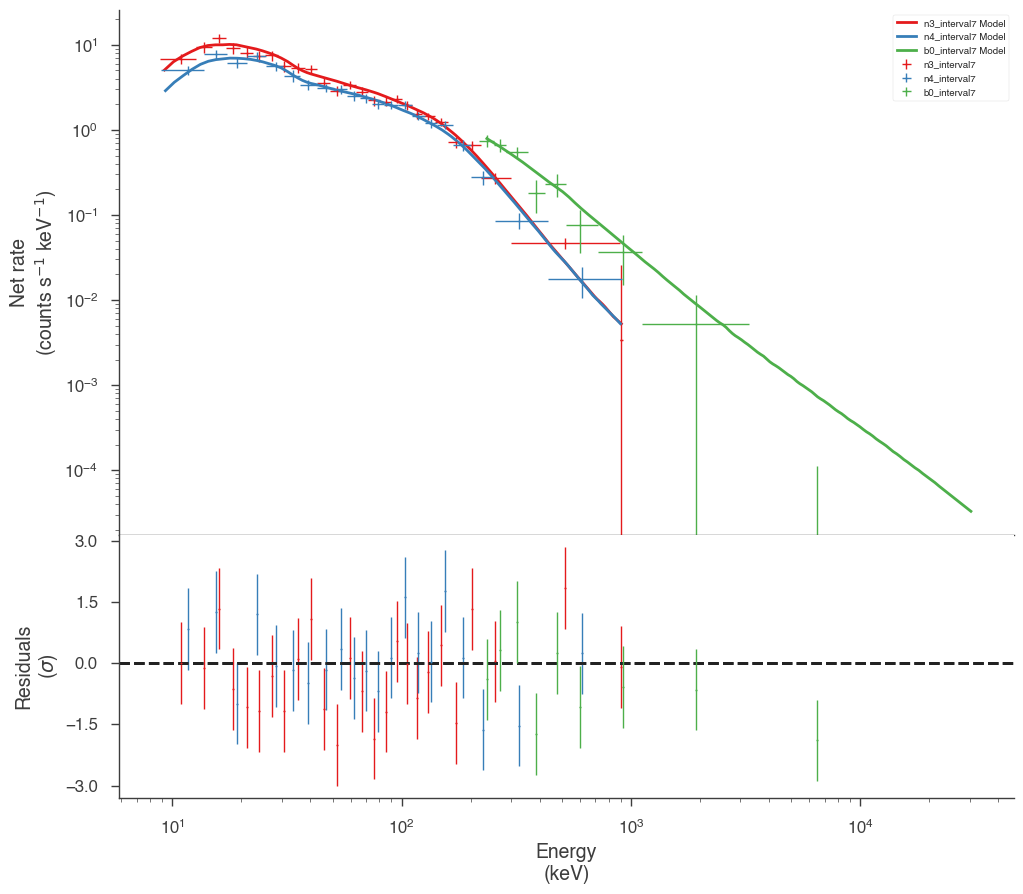 n3_interval7 Model
n4_interval7 Model
b0_interval7 Model
n3_interval7
n4_interval7
b0_interval7
Net rate
(counts s⁻¹ keV⁻¹)
10¹
10⁰
10⁻¹
10⁻²
10⁻³
10⁻⁴
Residuals
(σ)
3.0
1.5
0.0
−1.5
−3.0
10¹
10²
10³
10⁴
Energy
(keV)